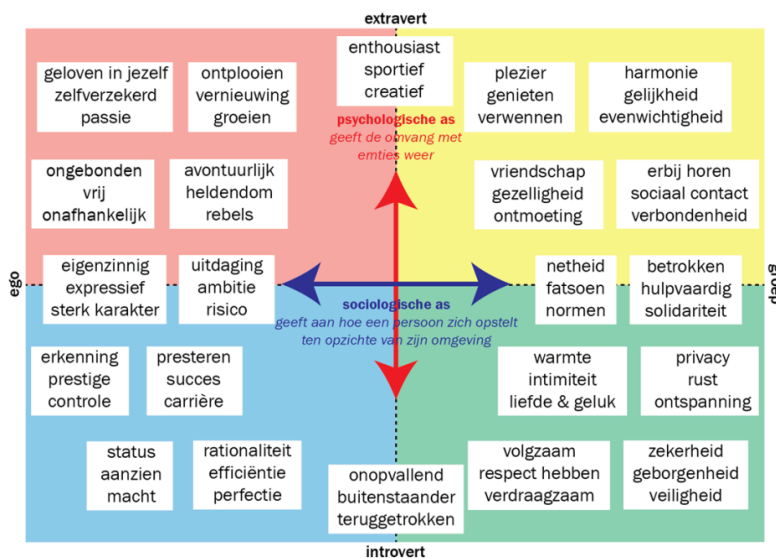 extravert
geloven in jezelf
zelfverzekerd
passie
ontplooien
vernieuwing
groeien
enthousiast
sportief
creatief
plezier
genieten
verwennen
harmonie
gelijkheid
evenwichtigheid
psychologische as
geeft de omvang met
emties weer
ongebonden
vrij
onafhankelijk
avontuurlijk
heldendom
rebels
vriendschap
gezelligheid
ontmoeting
erbij horen
sociaal contact
verbondenheid
ego
eigenzinnig
expressief
sterk karakter
uitdaging
ambitie
risico
netheid
fatsoen
normen
betrokken
hulpvaardig
solidariteit
groep
sociologische as
geeft aan hoe een persoon zich opstelt
ten opzichte van zijn omgeving
erkenning
prestige
controle
presteren
succes
carrière
warmte
intimiteit
liefde & geluk
privacy
rust
ontspanning
status
aanzien
macht
rationaliteit
efficiëntie
perfectie
onopvallend
buitenstaander
teruggetrokken
volgzaam
respect hebben
verdraagzaam
zekerheid
geborgenheid
veiligheid
introvert